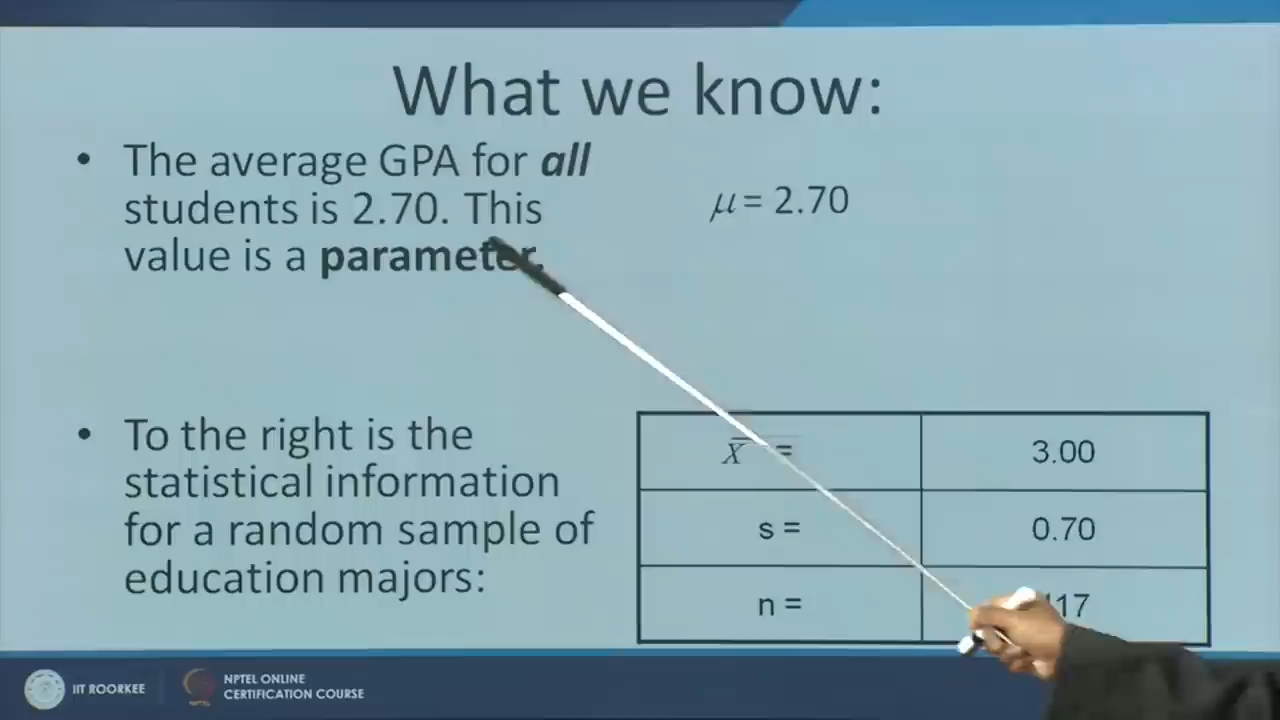 What we know:
• The average GPA for all
students is 2.70. This
value is a parameter.
μ = 2.70
• To the right is the
statistical information
for a random sample of
education majors:
X̄ = 3.00
s = 0.70
n =
IIT ROORKEE
NPTEL ONLINE
CERTIFICATION COURSE